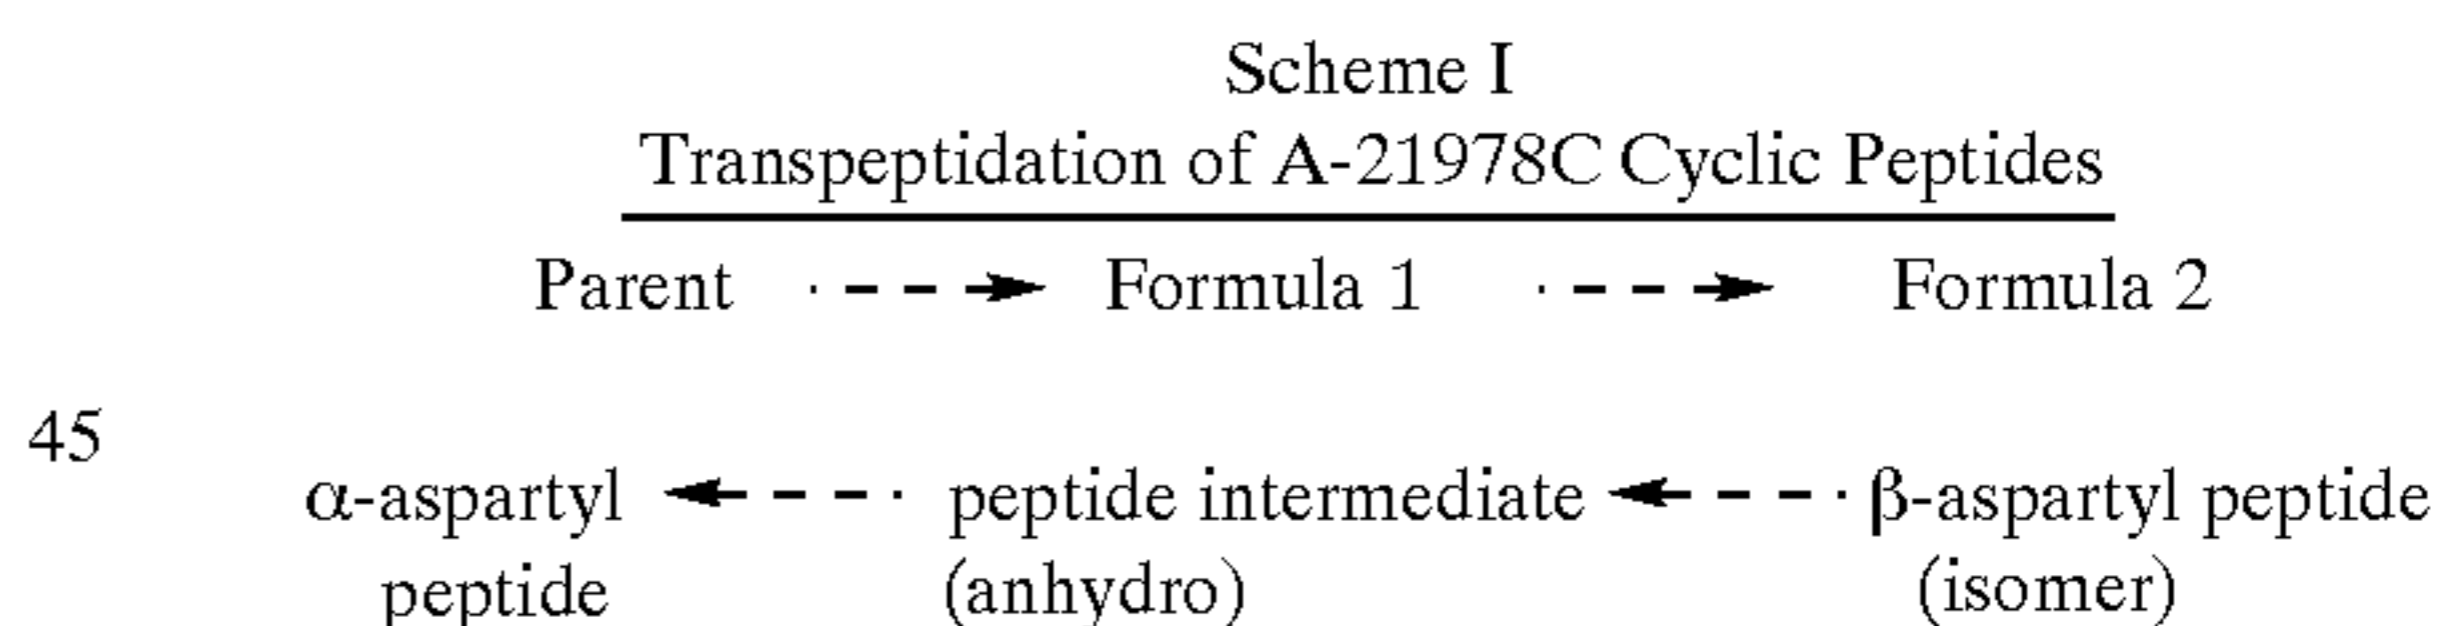 Scheme I
Transpeptidation of A-21978C Cyclic Peptides
Parent Formula 1 Formula 2
45
α-aspartyl peptide intermediate β-aspartyl peptide
peptide (anhydro) (isomer)